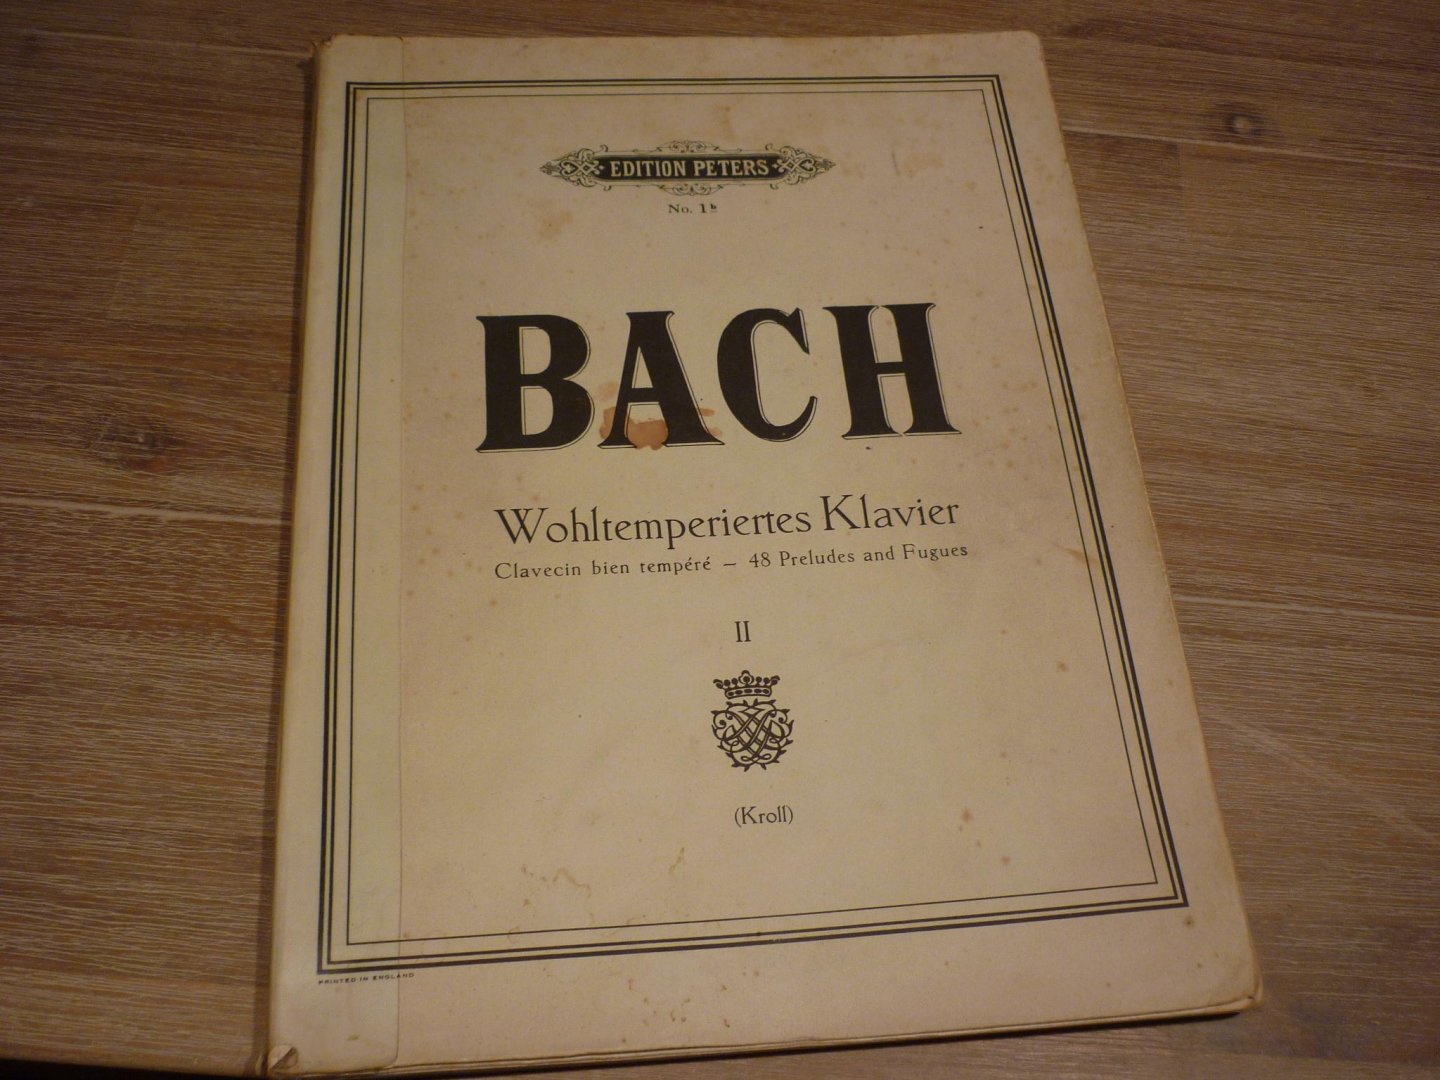 EDITION PETERS
No. 1b
BACH
Wohltemperiertes Klavier
Clavecin bien tempéré – 48 Preludes and Fugues
II
(Kroll)
PRINTED IN ENGLAND